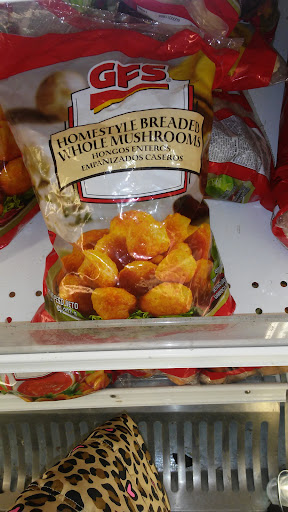 GFS
HOMESTYLE BREADED
WHOLE MUSHROOMS
HONGOS ENTEROS
EMPANIZADOS CASEROS